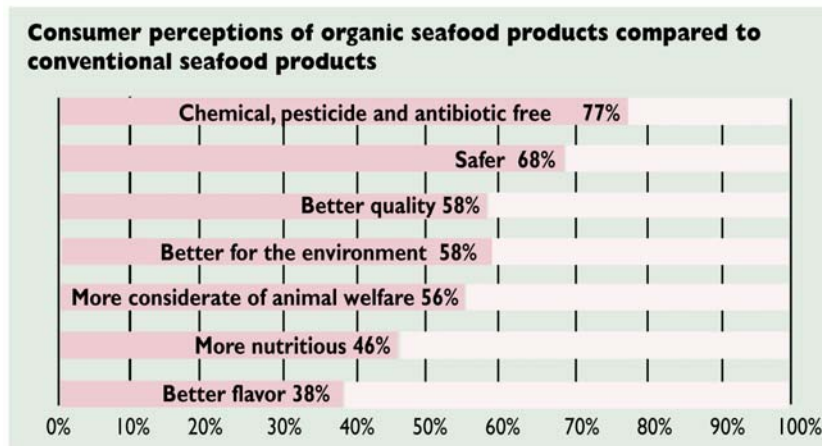 Consumer perceptions of organic seafood products compared to
conventional seafood products
Chemical, pesticide and antibiotic free 77%
Safer 68%
Better quality 58%
Better for the environment 58%
More considerate of animal welfare 56%
More nutritious 46%
Better flavor 38%
0% 10% 20% 30% 40% 50% 60% 70% 80% 90% 100%